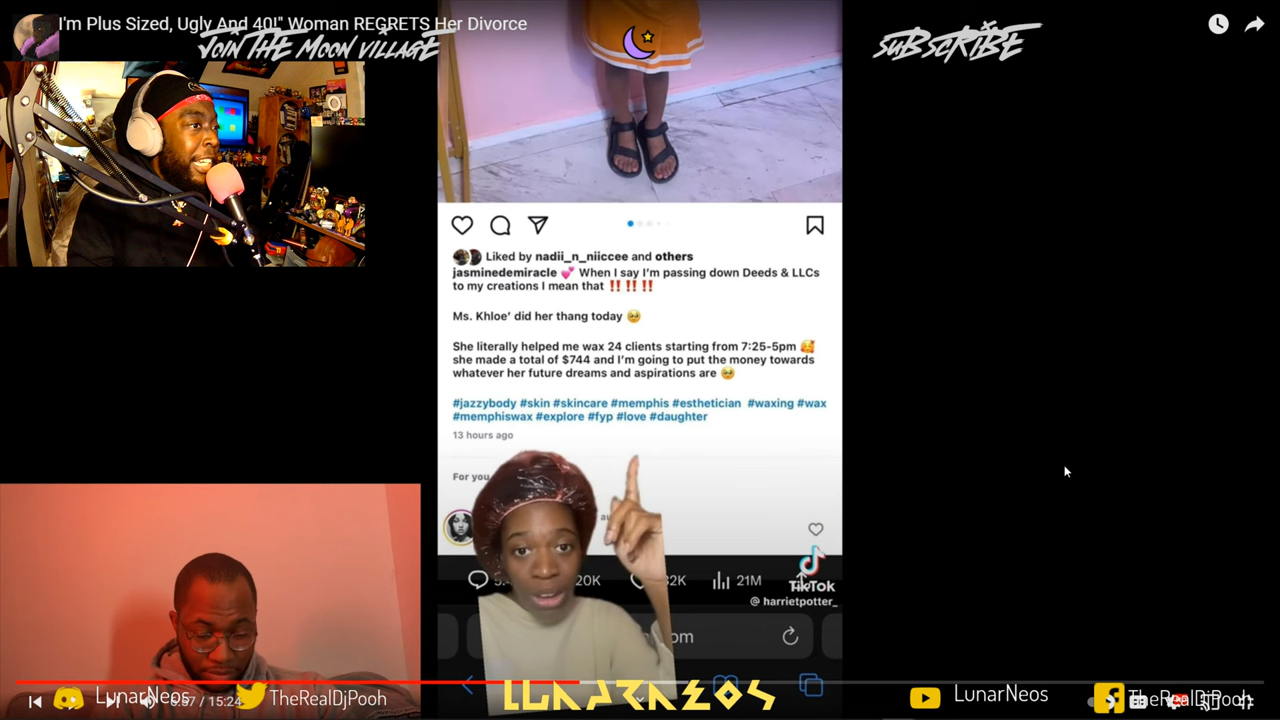 I'm Plus Sized, Ugly And 40!" Woman REGRETS Her Divorce
JOIN THE MOON VILLAGE
SUBSCRIBE
Liked by nadii_n_niiccee and others
jasminedemiracle 💕 When I say I'm passing down Deeds & LLCs
to my creations I mean that ‼️ ‼️ ‼️
Ms. Khloe' did her thang today 🥹
She literally helped me wax 24 clients starting from 7:25-5pm 🥰
she made a total of $744 and I'm going to put the money towards
whatever her future dreams and aspirations are 🥹
#jazzybody #skin #skincare #memphis #esthetician #waxing #wax
#memphiswax #explore #fyp #love #daughter
13 hours ago
For you
20K
21M
TikTok
@ harrietpotter_
om
LunarNeos
/ 15:24
TheRealDjPooh
LUNARNEOS
LunarNeos
TheRealDjPooh